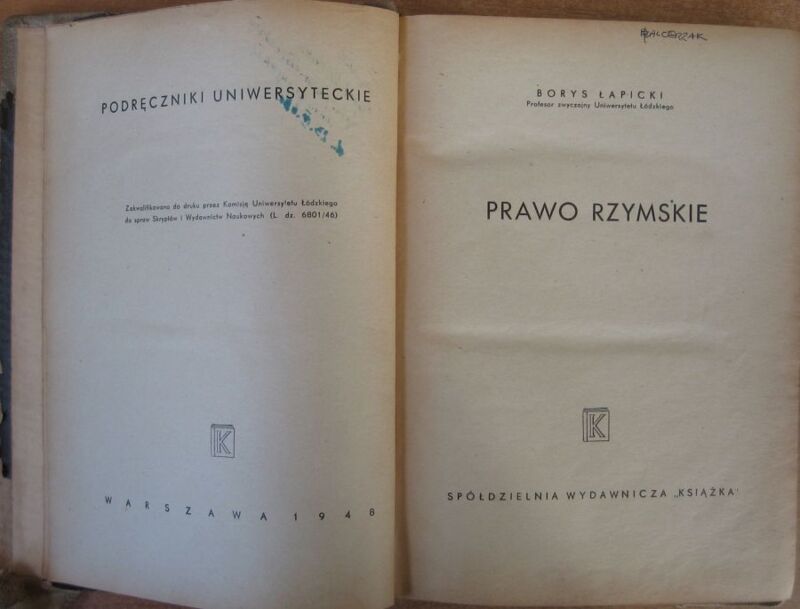 PODRĘCZNIKI UNIWERSYTECKIE
Zakwalifikowano do druku przez Komisję Uniwersytetu Łódzkiego
do spraw Skryptów i Wydawnictw Naukowych (L. dz. 6801/46)
K
WARSZAWA 1948
BORYS ŁAPICKI
Profesor zwyczajny Uniwersytetu Łódzkiego
PRAWO RZYMSKIE
K
SPÓŁDZIELNIA WYDAWNICZA „KSIĄŻKA"